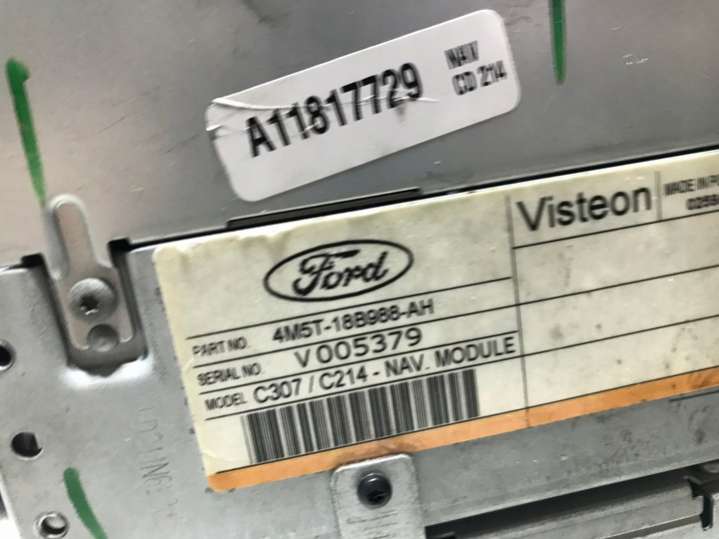 A11817729
NAV
CD 214
Ford
Visteon
MADE IN
PART NO. 4M5T-18B988-AH
SERIAL NO. V005379
MODEL C307 / C214 - NAV. MODULE